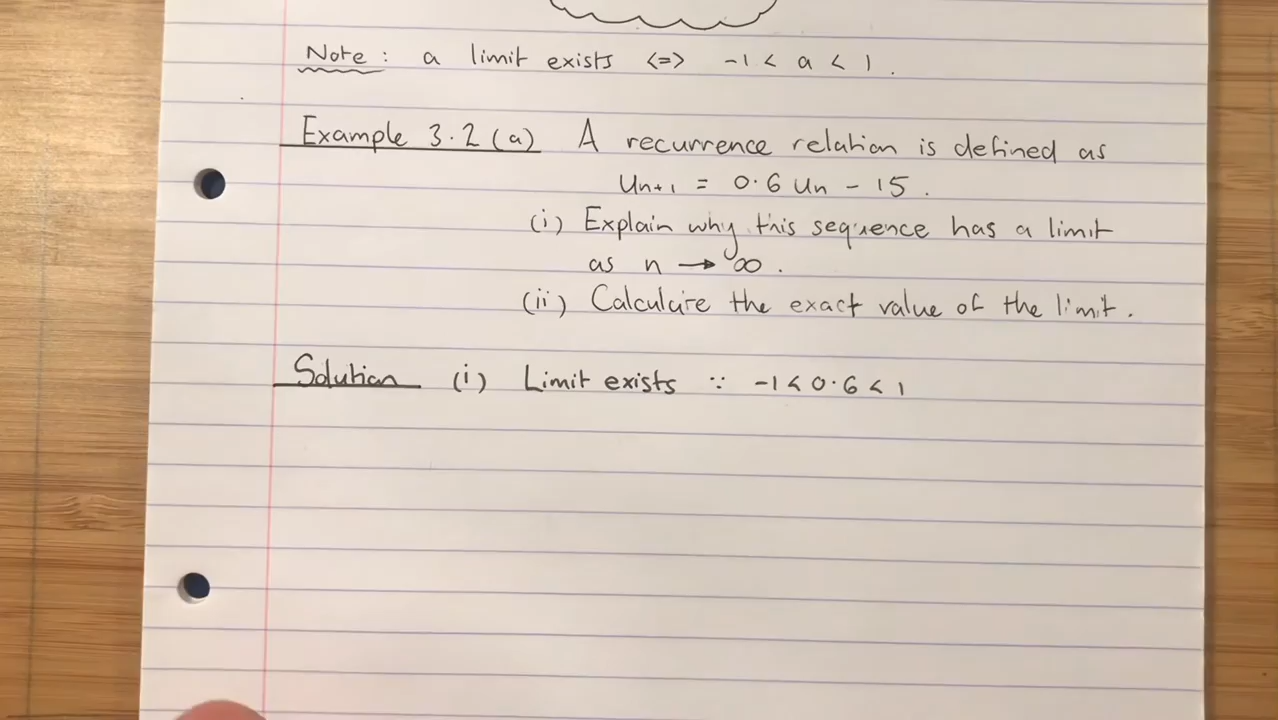 Note: a limit exists <=> -1 < a < 1.
Example 3.2 (a) A recurrence relation is defined as
Un+1 = 0.6 Un - 15.
(i) Explain why this sequence has a limit
as n → ∞.
(ii) Calculate the exact value of the limit.
Solution (i) Limit exists ∵ -1 < 0.6 < 1